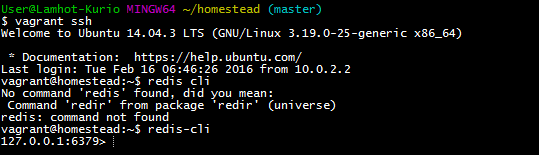 User@Lamhot-Kurio MINGW64 ~/homestead (master)
$ vagrant ssh
Welcome to Ubuntu 14.04.3 LTS (GNU/Linux 3.19.0-25-generic x86_64)
* Documentation:  https://help.ubuntu.com/
Last login: Tue Feb 16 06:46:26 2016 from 10.0.2.2
vagrant@homestead:~$ redis cli
No command 'redis' found, did you mean:
Command 'redir' from package 'redir' (universe)
redis: command not found
vagrant@homestead:~$ redis-cli
127.0.0.1:6379>